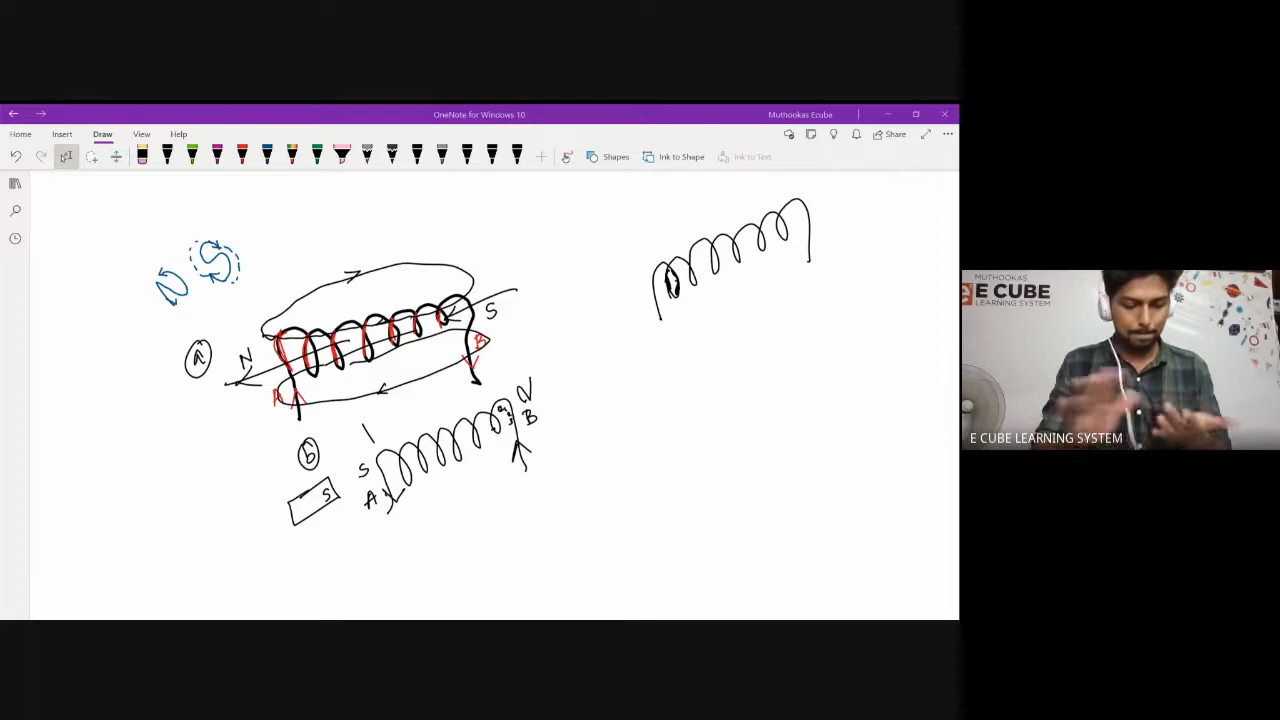 OneNote for Windows 10
Muthookas Ecube
Home Insert Draw View Help
Share
Shapes
Ink to Shape
Ink to Text
N S
a
N
S
A
B
b
S
S
A
N
B
MUTHOOKAS
E CUBE
LEARNING SYSTEM
E CUBE LEARNING SYSTEM